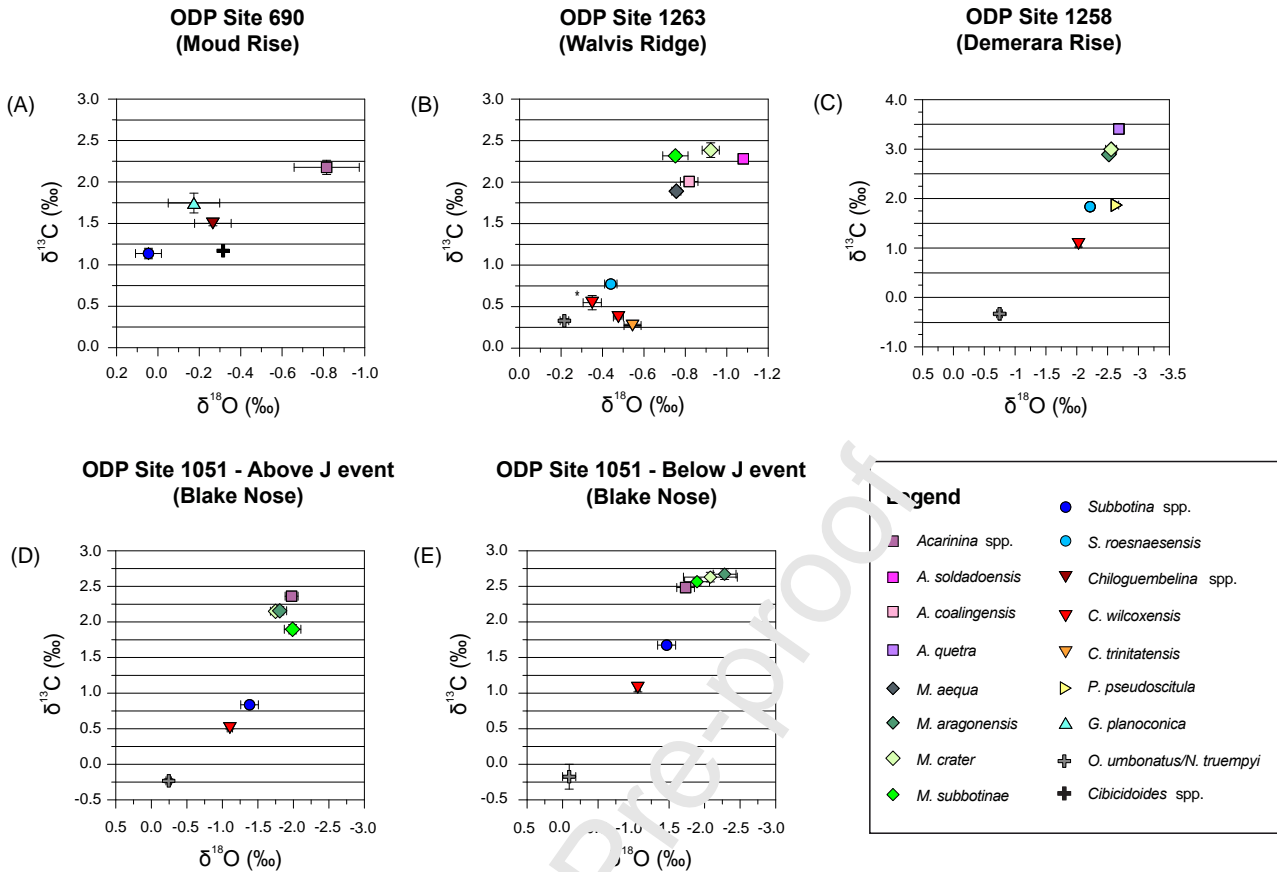 ODP Site 690
(Moud Rise)
ODP Site 1263
(Walvis Ridge)
ODP Site 1258
(Demerara Rise)
(A)
3.0
2.5
2.0
1.5
1.0
0.5
0.0
δ13C (‰)
0.2 0.0 -0.2 -0.4 -0.6 -0.8 -1.0
δ18O (‰)
(B)
3.0
2.5
2.0
1.5
1.0
0.5
0.0
δ13C (‰)
*
0.0 -0.2 -0.4 -0.6 -0.8 -1.0 -1.2
δ18O (‰)
(C)
4.0
3.0
2.0
1.0
0.0
-1.0
δ13C (‰)
0.5 0.0 -0.5 -1 -1.5 -2 -2.5 -3 -3.5
δ18O (‰)
ODP Site 1051 - Above J event
(Blake Nose)
ODP Site 1051 - Below J event
(Blake Nose)
(D)
3.0
2.5
2.0
1.5
1.0
0.5
0.0
-0.5
δ13C (‰)
0.5 0.0 -0.5 -1.0 -1.5 -2.0 -2.5 -3.0
δ18O (‰)
(E)
3.0
2.5
2.0
1.5
1.0
0.5
0.0
-0.5
δ13C (‰)
0.5 0.0 -0.5 -1.0 -1.5 -2.0 -2.5 -3.0
δ18O (‰)
Legend
Acarinina spp.
A. soldadoensis
A. coalingensis
A. quetra
M. aequa
M. aragonensis
M. crater
M. subbotinae
Subbotina spp.
S. roesnaesensis
Chiloguembelina spp.
C. wilcoxensis
C. trinitatensis
P. pseudoscitula
G. planoconica
O. umbonatus/N. truempyi
Cibicidoides spp.
Pre-proof